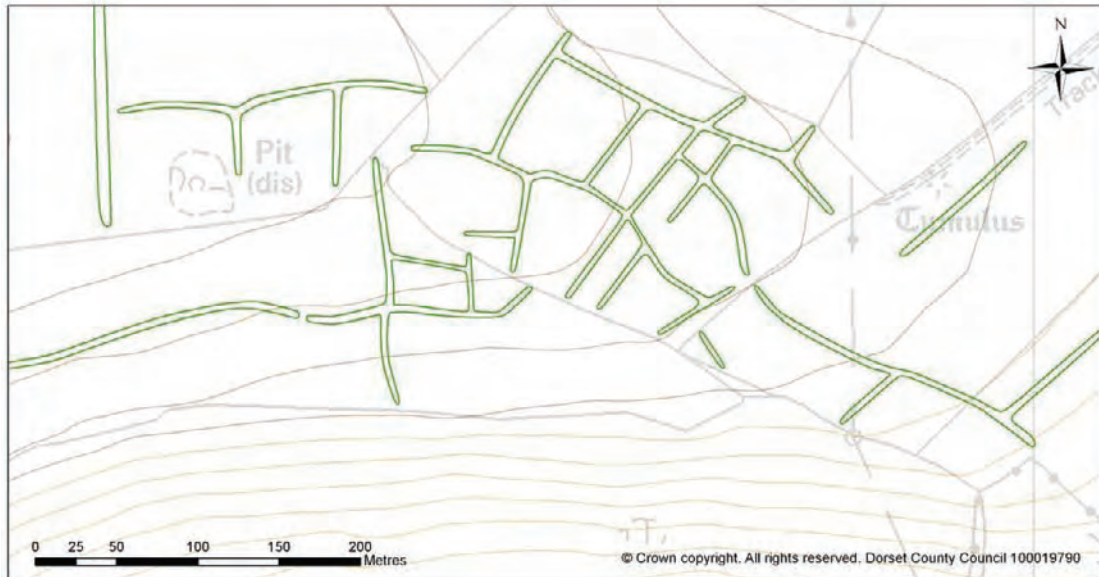 N
Track
Pit
(dis)
Tumulus
0 25 50 100 150 200
Metres
© Crown copyright. All rights reserved. Dorset County Council 100019790